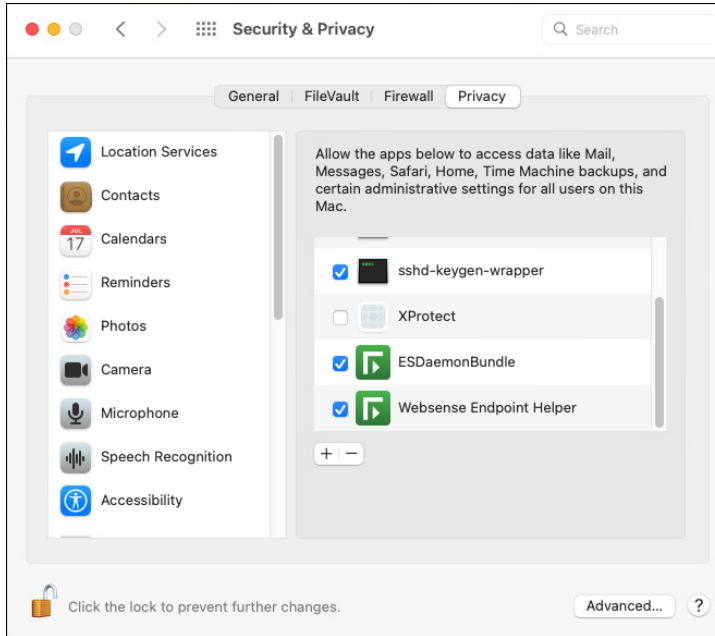 Security & Privacy
Search
General
FileVault
Firewall
Privacy
Location Services
Contacts
JUL
17
Calendars
Reminders
Photos
Camera
Microphone
Speech Recognition
Accessibility
Allow the apps below to access data like Mail,
Messages, Safari, Home, Time Machine backups, and
certain administrative settings for all users on this
Mac.
sshd-keygen-wrapper
XProtect
ESDaemonBundle
Websense Endpoint Helper
+ −
Click the lock to prevent further changes.
Advanced...
?